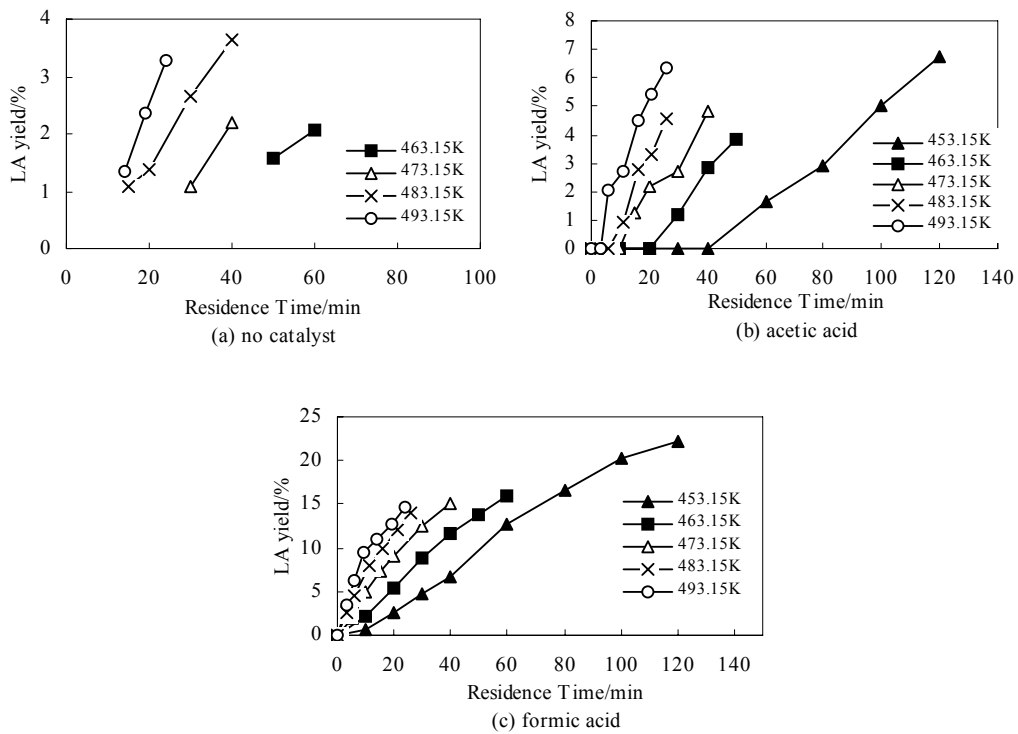 4
3
2
1
0
LA yield/%
0 20 40 60 80 100
Residence Time/min
(a) no catalyst
463.15K
473.15K
483.15K
493.15K
8
7
6
5
4
3
2
1
0
LA yield/%
0 20 40 60 80 100 120 140
Residence Time/min
(b) acetic acid
453.15K
463.15K
473.15K
483.15K
493.15K
25
20
15
10
5
0
LA yield/%
0 20 40 60 80 100 120 140
Residence Time/min
(c) formic acid
453.15K
463.15K
473.15K
483.15K
493.15K